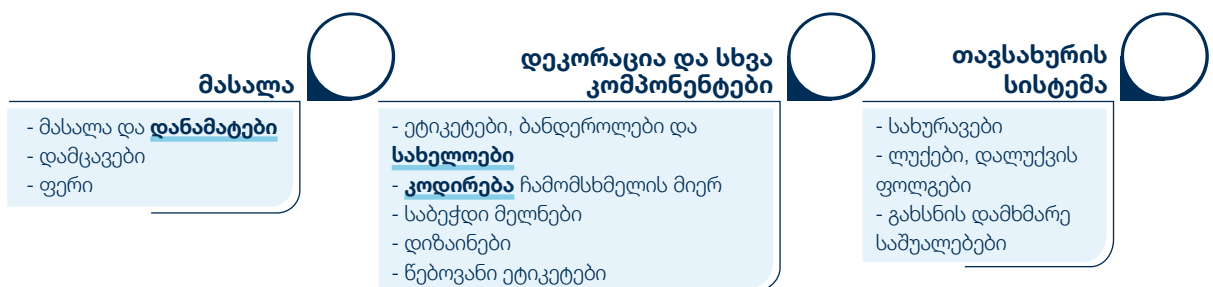 მასალა
- მასალა და დანამატები
- დამცავები
- ფერი
დეკორაცია და სხვა
კომპონენტები
- ეტიკეტები, ბანდეროლები და
სახელოები
- კოდირება ჩამომსხმელის მიერ
- საბეჭდი მელნები
- დიზაინები
- წებოვანი ეტიკეტები
თავსახურის
სისტემა
- სახურავები
- ლუქები, დალუქვის
ფოლგები
- გახსნის დამხმარე
საშუალებები